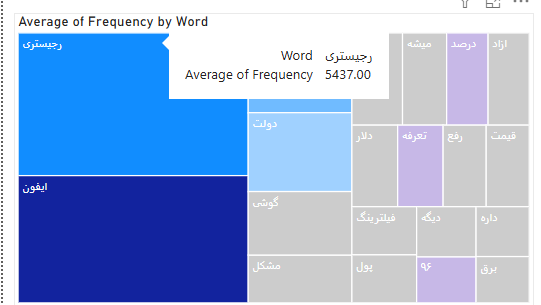 Average of Frequency by Word
رجیستری
Word رجیستری
Average of Frequency 5437.00
میشه
درصد
ازاد
دولت
دلار
تعرفه
رفع
قیمت
ایفون
گوشی
فیلترینگ
دیگه
داره
مشکل
پول
۹۶
برق